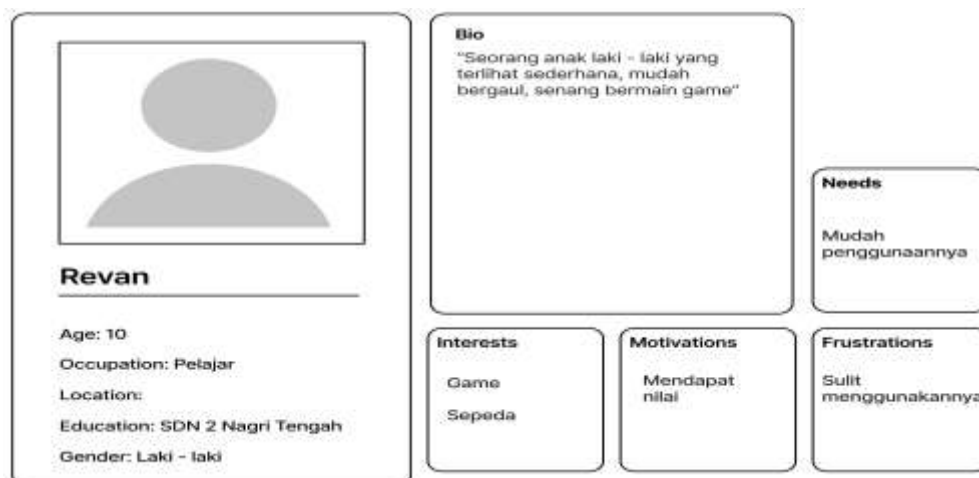 Revan
Age: 10
Occupation: Pelajar
Location:
Education: SDN 2 Nagri Tengah
Gender: Laki - laki
Bio
"Seorang anak laki - laki yang
terlihat sederhana, mudah
bergaul, senang bermain game"
Needs
Mudah
penggunaannya
Interests
Game
Sepeda
Motivations
Mendapat
nilai
Frustrations
Sulit
menggunakannya